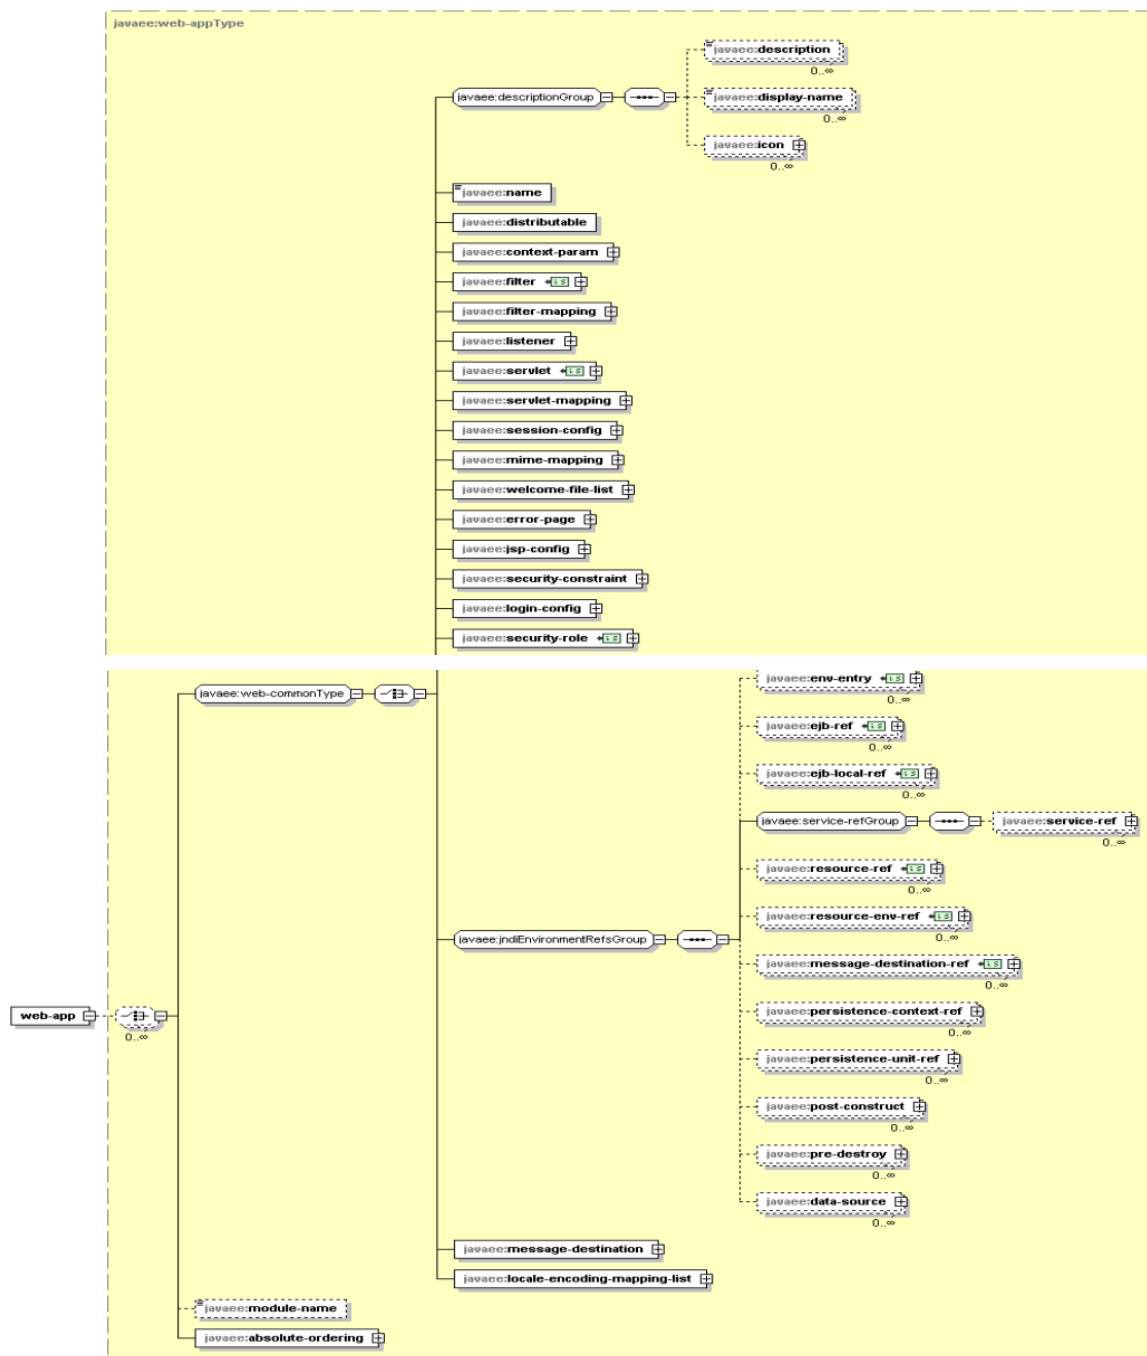 javaee:web-appType
javaee:description
0..∞
javaee:descriptionGroup
javaee:display-name
0..∞
javaee:icon
0..∞
javaee:name
javaee:distributable
javaee:context-param
javaee:filter
javaee:filter-mapping
javaee:listener
javaee:servlet
javaee:servlet-mapping
javaee:session-config
javaee:mime-mapping
javaee:welcome-file-list
javaee:error-page
javaee:jsp-config
javaee:security-constraint
javaee:login-config
javaee:security-role
javaee:env-entry
0..∞
javaee:web-commonType
javaee:ejb-ref
0..∞
javaee:ejb-local-ref
0..∞
javaee:service-refGroup
javaee:service-ref
0..∞
javaee:resource-ref
0..∞
javaee:resource-env-ref
0..∞
javaee:jndiEnvironmentRefsGroup
javaee:message-destination-ref
0..∞
web-app
0..∞
javaee:persistence-context-ref
0..∞
javaee:persistence-unit-ref
0..∞
javaee:post-construct
0..∞
javaee:pre-destroy
0..∞
javaee:data-source
0..∞
javaee:message-destination
javaee:locale-encoding-mapping-list
javaee:module-name
javaee:absolute-ordering